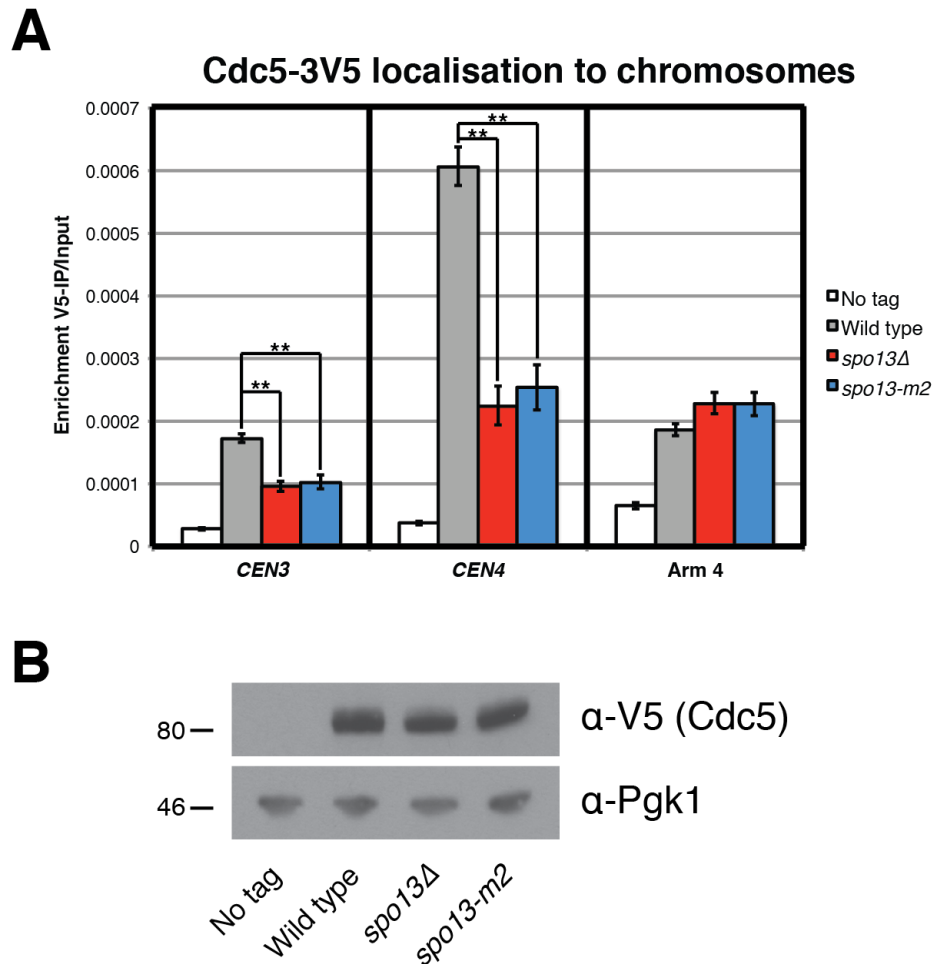 A
Cdc5-3V5 localisation to chromosomes
Enrichment V5-IP/Input
0.0007
0.0006
0.0005
0.0004
0.0003
0.0002
0.0001
0
**
**
**
**
CEN3
CEN4
Arm 4
No tag
Wild type
spo13Δ
spo13-m2
B
80
α-V5 (Cdc5)
46
α-Pgk1
No tag
Wild type
spo13Δ
spo13-m2